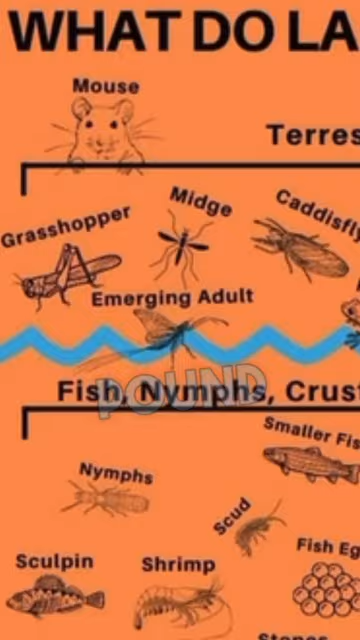 WHAT DO LA
Mouse
Terres
Grasshopper
Midge
Caddisfly
Emerging Adult
Fish, Nymphs, Crust
POUND
Smaller Fis
Nymphs
Scud
Fish Eg
Sculpin
Shrimp